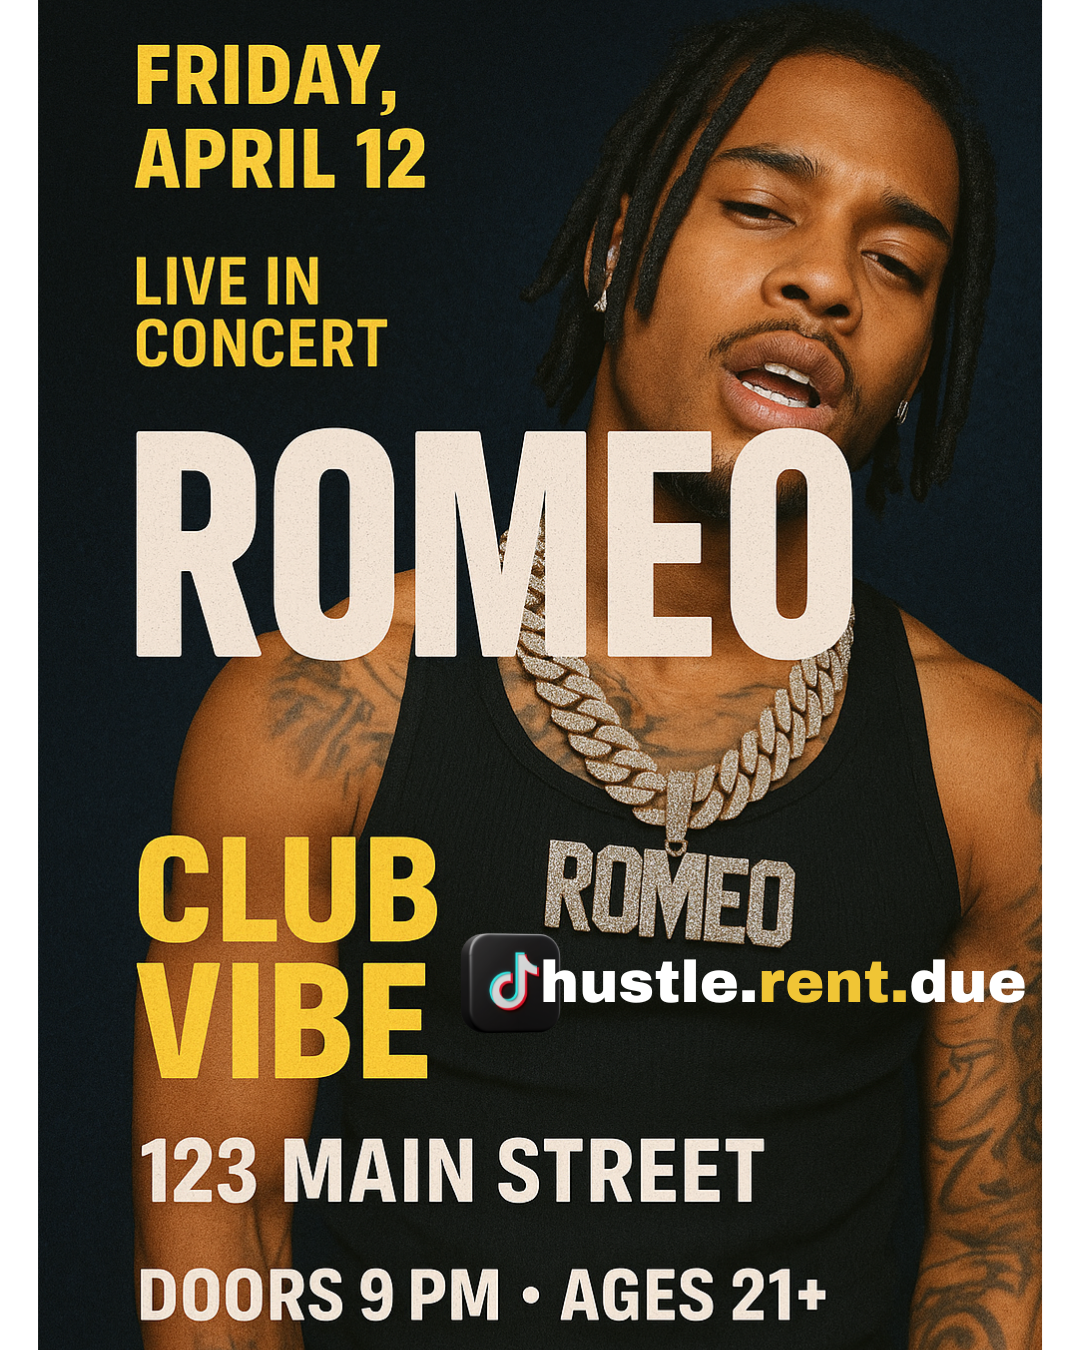 FRIDAY,
APRIL 12
LIVE IN
CONCERT
ROMEO
ROMEO
CLUB
VIBE
hustle.rent.due
123 MAIN STREET
DOORS 9 PM • AGES 21+